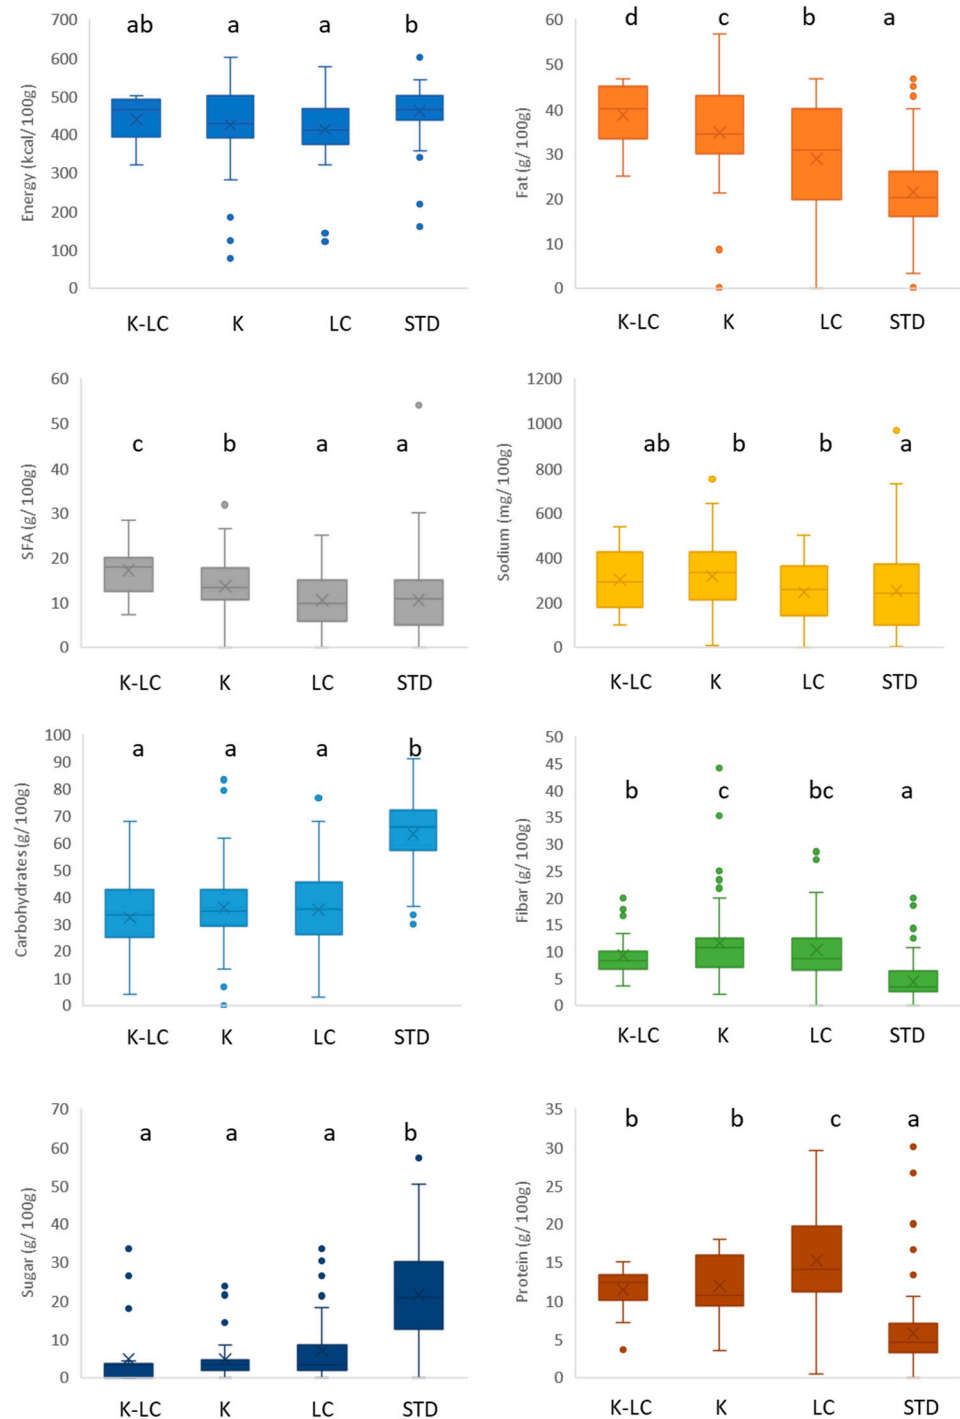 Energy (kcal/ 100g)
700
600
500
400
300
200
100
0
ab a a b
K-LC K LC STD
Fat (g/ 100g)
60
50
40
30
20
10
0
d c b a
K-LC K LC STD
SFA (g/ 100g)
60
50
40
30
20
10
0
c b a a
K-LC K LC STD
Sodium (mg/ 100g)
1200
1000
800
600
400
200
0
ab b b a
K-LC K LC STD
Carbohydrates (g/ 100g)
100
90
80
70
60
50
40
30
20
10
0
a a a b
K-LC K LC STD
Fibar (g/ 100g)
50
45
40
35
30
25
20
15
10
5
0
b c bc a
K-LC K LC STD
Sugar (g/ 100g)
70
60
50
40
30
20
10
0
a a a b
K-LC K LC STD
Protein (g/ 100g)
35
30
25
20
15
10
5
0
b b c a
K-LC K LC STD